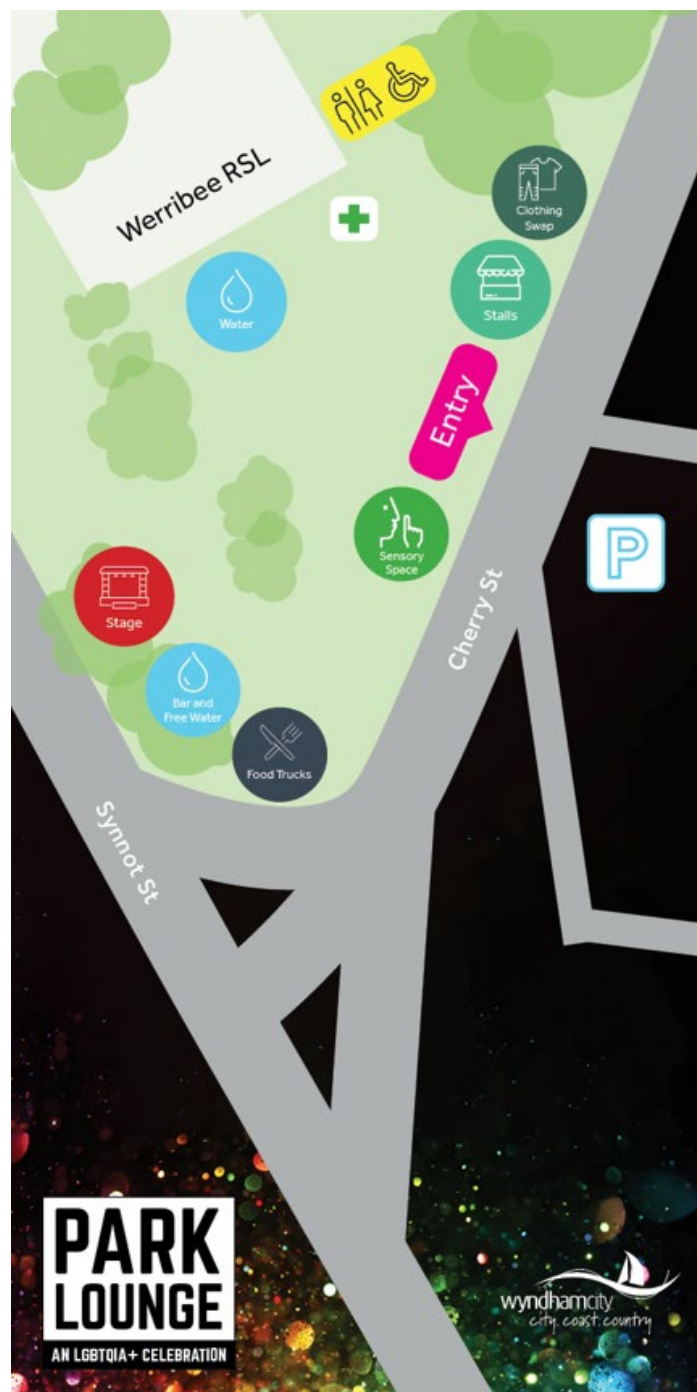 Werribee RSL
Clothing
Swap
Water
Stalls
Entry
Sensory
Space
P
Stage
Cherry St
Bar and
Free Water
Food Trucks
Synnot St
PARK
LOUNGE
AN LGBTQIA+ CELEBRATION
wyndhamcity
city. coast. country